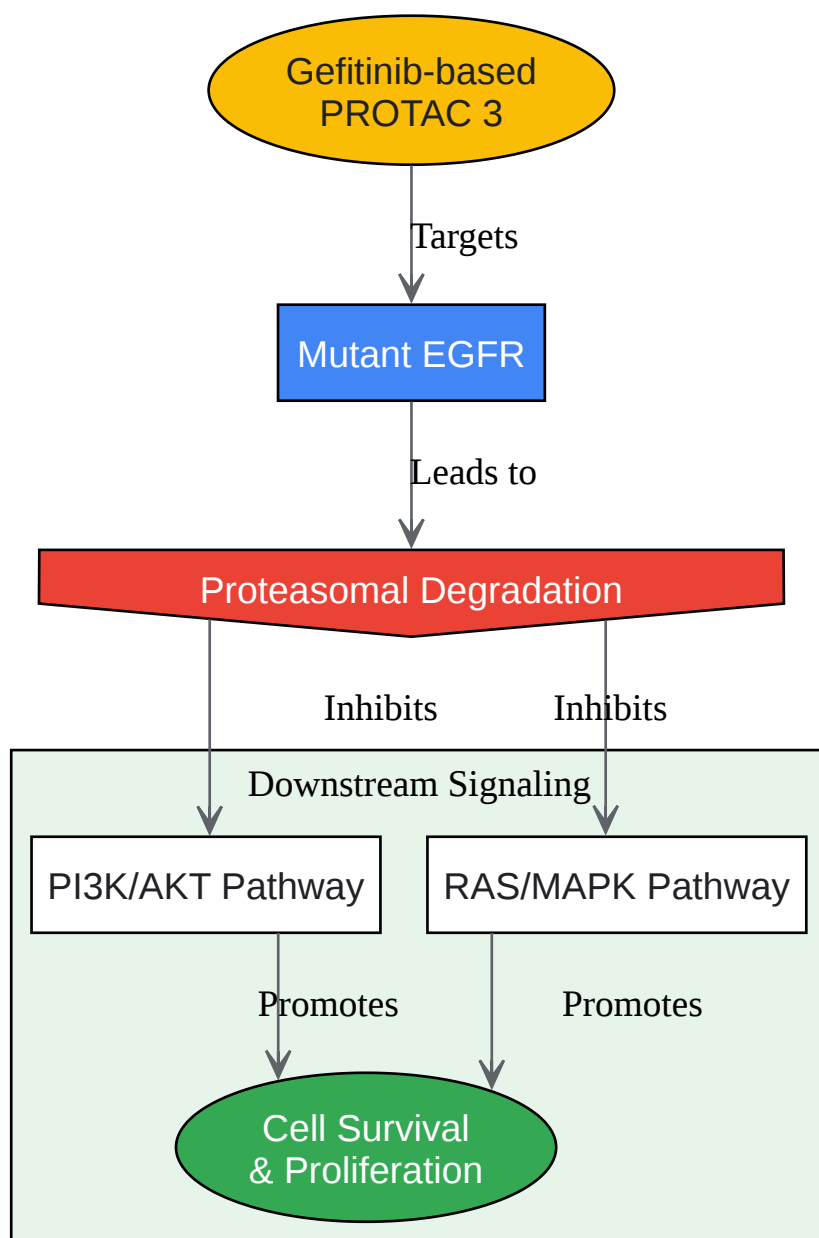 Gefitinib-based
PROTAC 3
Targets
Mutant EGFR
Leads to
Proteasomal Degradation
Inhibits
Inhibits
Downstream Signaling
PI3K/AKT Pathway
RAS/MAPK Pathway
Promotes
Promotes
Cell Survival
& Proliferation